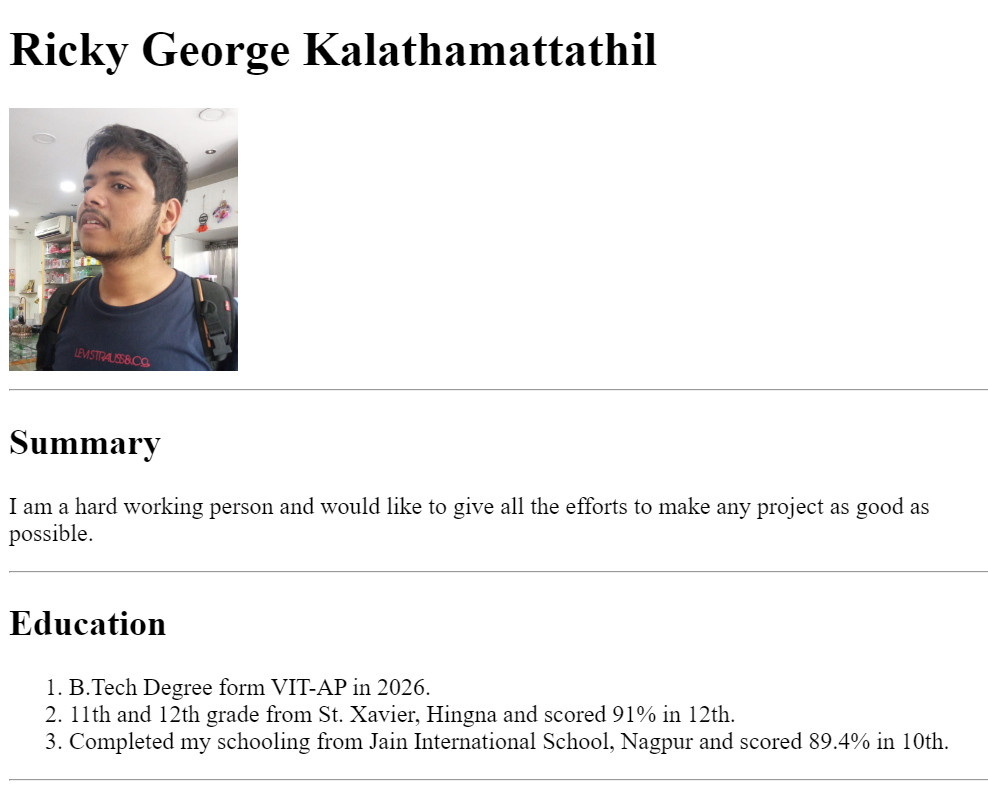 Ricky George Kalathamattathil
LEVI STRAUSS & CO.
Summary
I am a hard working person and would like to give all the efforts to make any project as good as
possible.
Education
1. B.Tech Degree form VIT-AP in 2026.
2. 11th and 12th grade from St. Xavier, Hingna and scored 91% in 12th.
3. Completed my schooling from Jain International School, Nagpur and scored 89.4% in 10th.